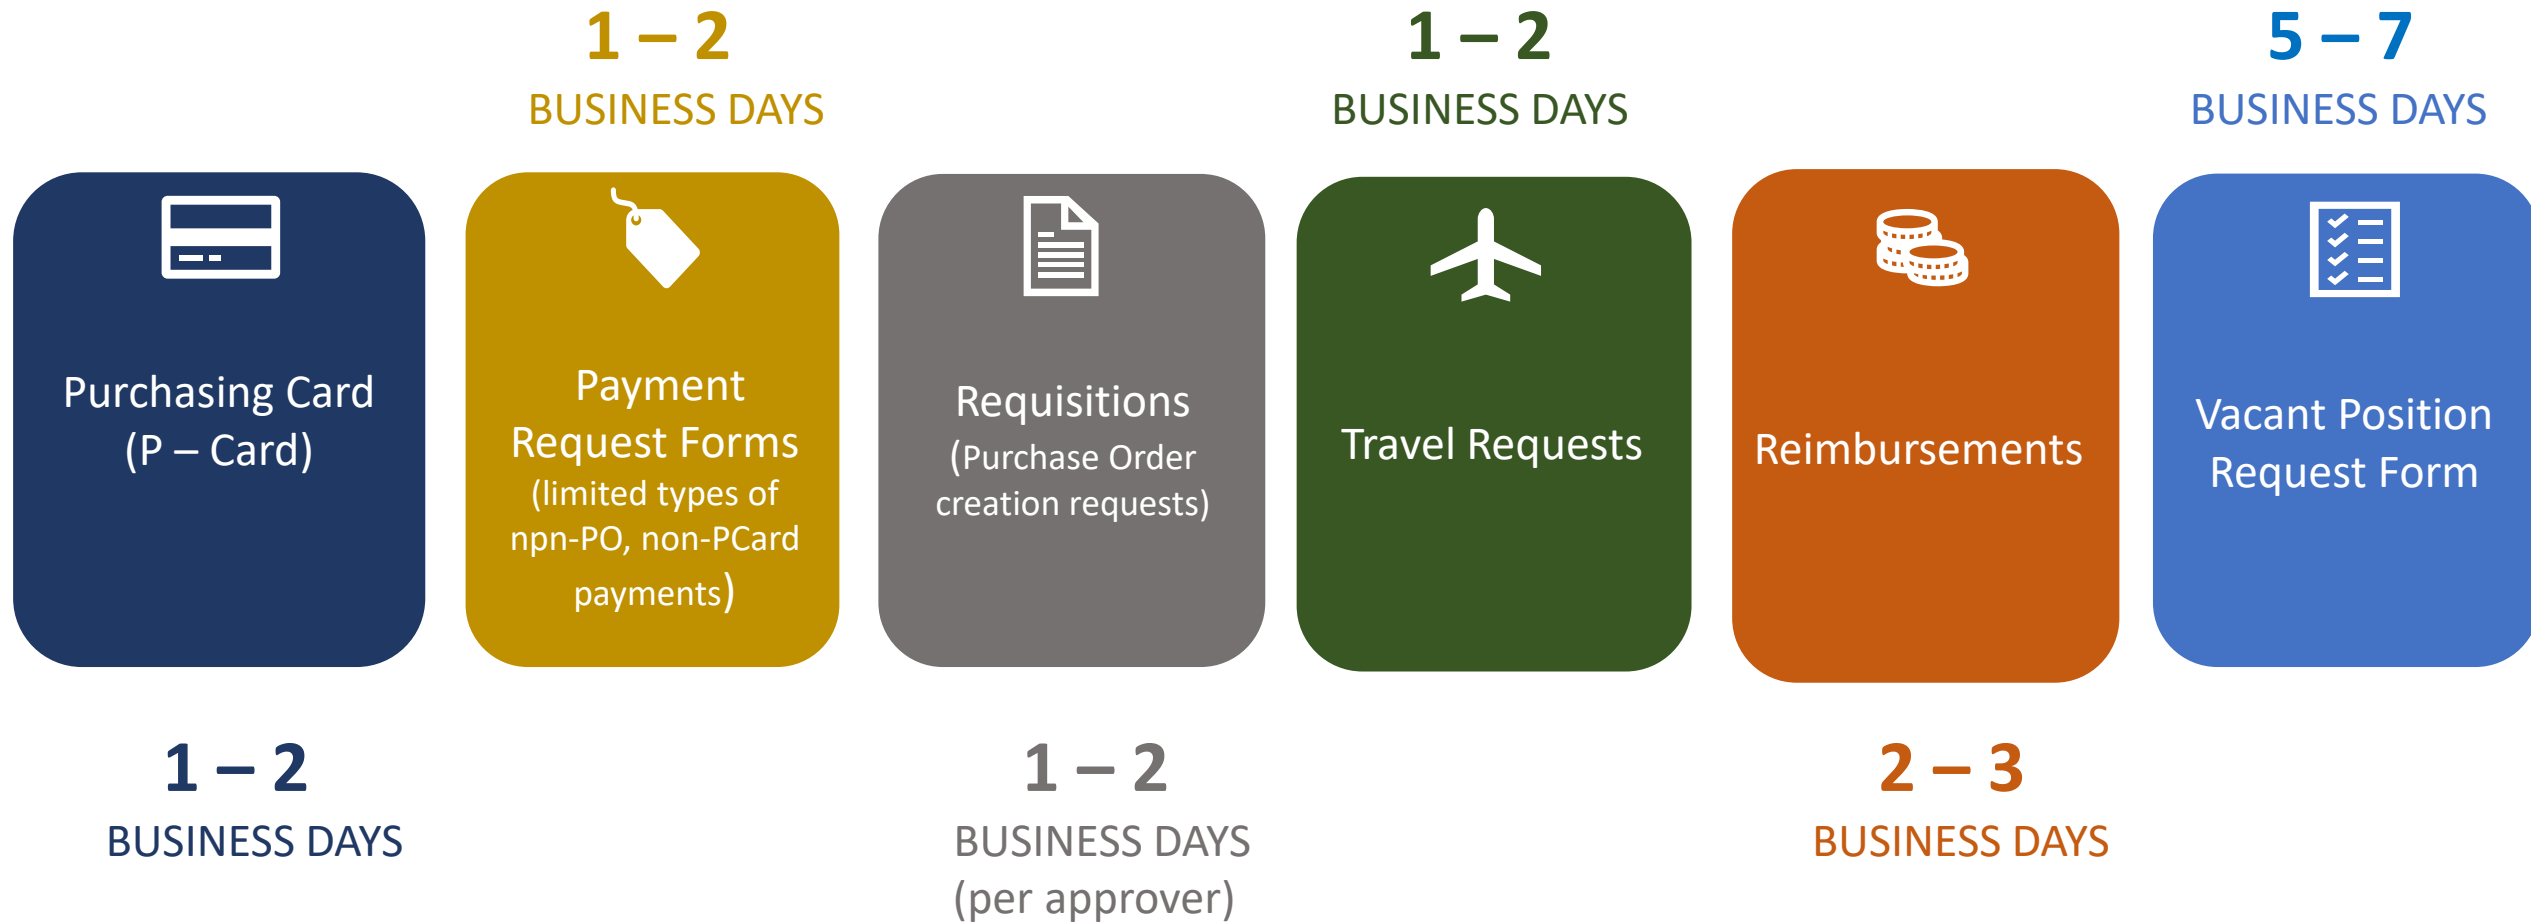 1 – 2
BUSINESS DAYS
1 – 2
BUSINESS DAYS
5 – 7
BUSINESS DAYS
Purchasing Card
(P – Card)
Payment
Request Forms
(limited types of
npn-PO, non-PCard
payments)
Requisitions
(Purchase Order
creation requests)
Travel Requests
Reimbursements
Vacant Position
Request Form
1 – 2
BUSINESS DAYS
1 – 2
BUSINESS DAYS
(per approver)
2 – 3
BUSINESS DAYS